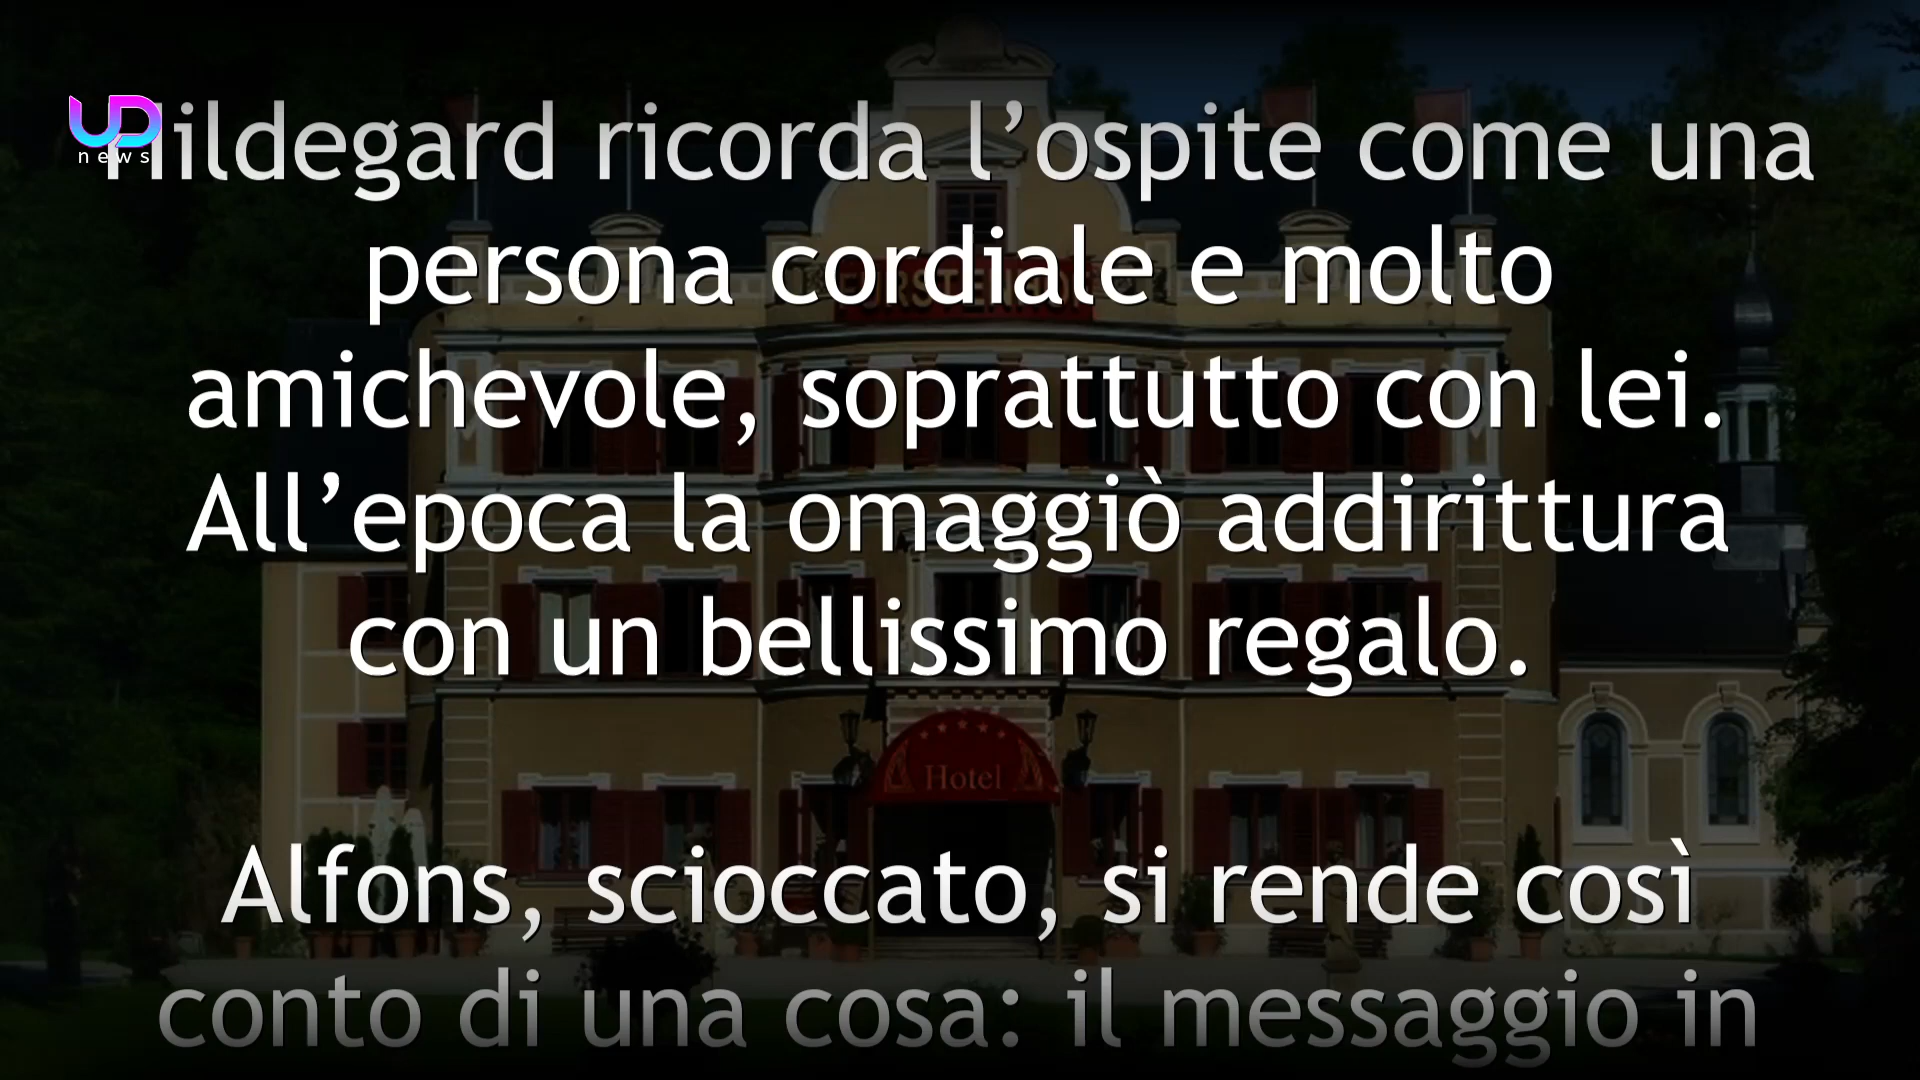 UD
news
Hildegard ricorda l’ospite come una
persona cordiale e molto
amichevole, soprattutto con lei.
All’epoca la omaggiò addirittura
con un bellissimo regalo.
Alfons, scioccato, si rende così
conto di una cosa: il messaggio in
FÜRSTENHOF
Hotel